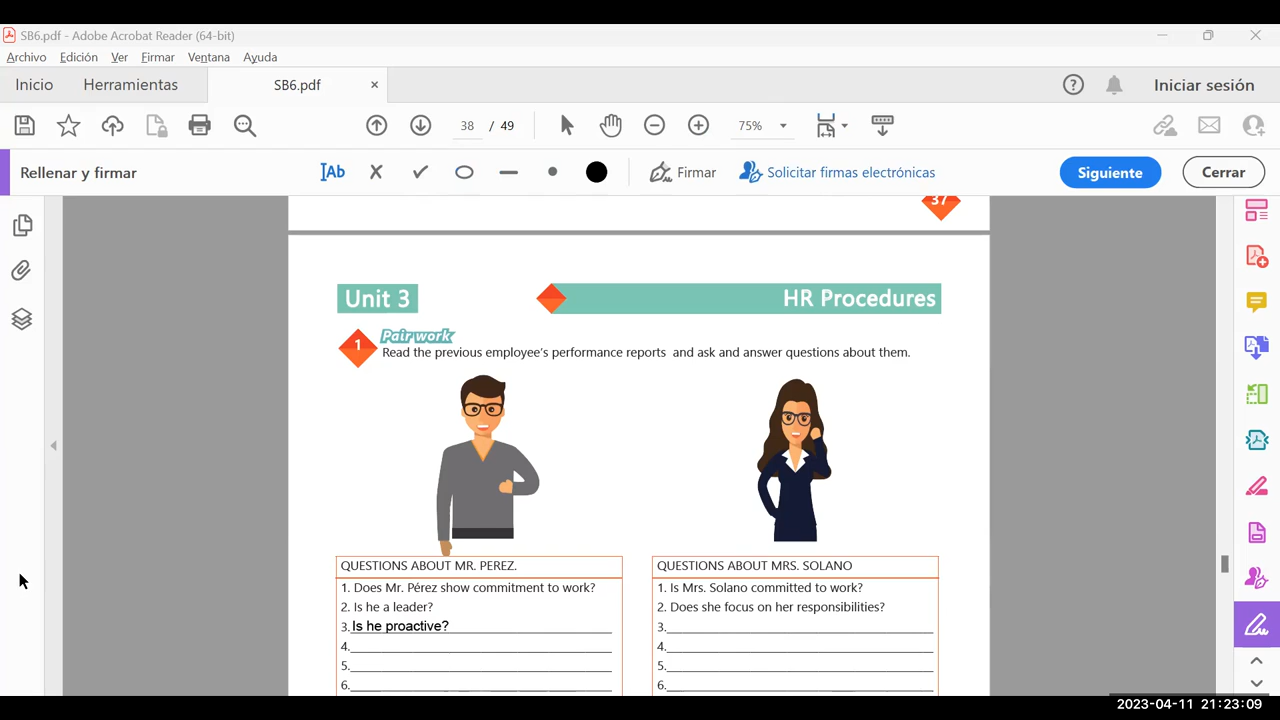 SB6.pdf - Adobe Acrobat Reader (64-bit)
Archivo Edición Ver Firmar Ventana Ayuda
Inicio Herramientas SB6.pdf × Iniciar sesión
38 / 49 75%
Rellenar y firmar Ab Firmar Solicitar firmas electrónicas Siguiente Cerrar
37
Unit 3 HR Procedures
1 Pair work
Read the previous employee's performance reports and ask and answer questions about them.
QUESTIONS ABOUT MR. PEREZ.
1. Does Mr. Pérez show commitment to work?
2. Is he a leader?
3. Is he proactive?
4.
5.
6.
QUESTIONS ABOUT MRS. SOLANO
1. Is Mrs. Solano committed to work?
2. Does she focus on her responsibilities?
3.
4.
5.
6.
2023-04-11 21:23:09